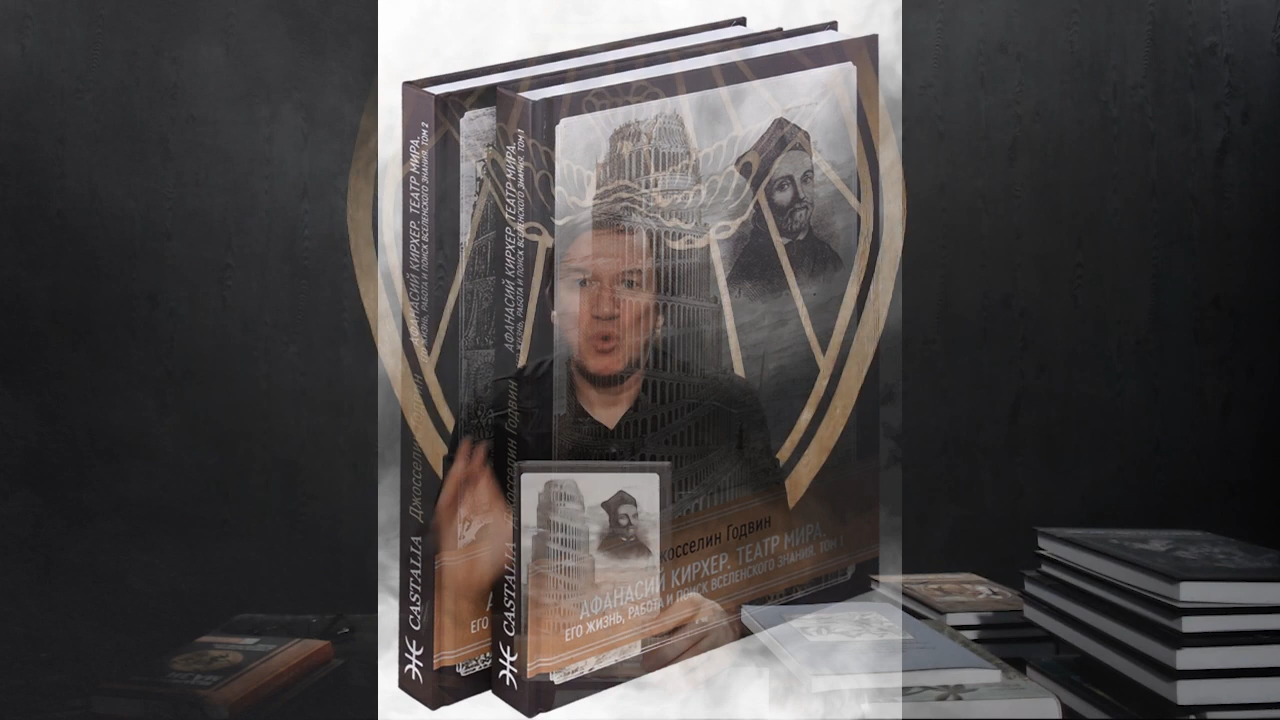 АФАНАСИЙ КИРХЕР. ТЕАТР МИРА.
ЕГО ЖИЗНЬ, РАБОТА И ПОИСК ВСЕЛЕНСКОГО ЗНАНИЯ. ТОМ 2
Джосселин Годвин
CASTALIA
АФАНАСИЙ КИРХЕР. ТЕАТР МИРА.
ЕГО ЖИЗНЬ, РАБОТА И ПОИСК ВСЕЛЕНСКОГО ЗНАНИЯ. ТОМ 1
Джосселин Годвин
CASTALIA
ЕГО
Годвин
АФАНАСИЙ КИРХЕР. ТЕАТР МИРА.
ЕГО ЖИЗНЬ, РАБОТА И ПОИСК ВСЕЛЕНСКОГО ЗНАНИЯ. ТОМ 1